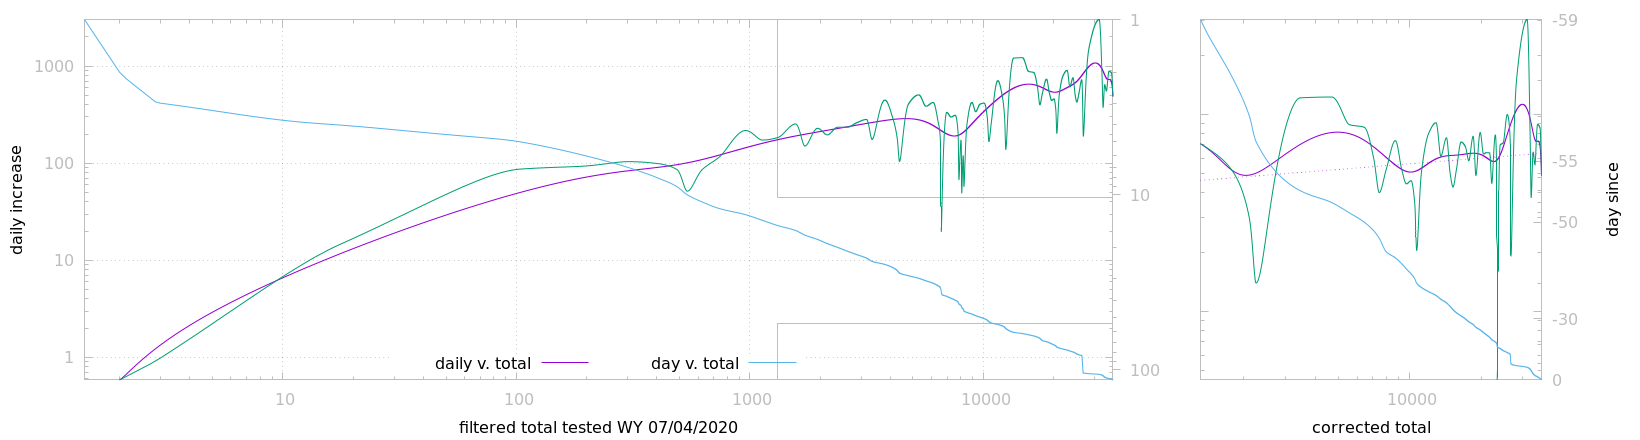 daily increase
1000
100
10
1
daily v. total
day v. total
10
100
1000
10000
filtered total tested WY 07/04/2020
1
10
100
10000
corrected total
-59
-55
-50
-30
0
day since